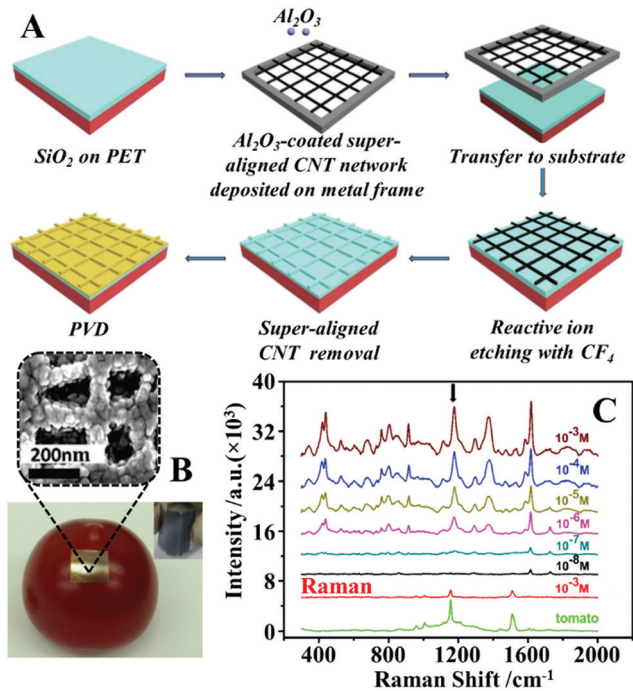 A
Al₂O₃
SiO₂ on PET
Al₂O₃-coated super-
aligned CNT network
deposited on metal frame
Transfer to substrate
PVD
Super-aligned
CNT removal
Reactive ion
etching with CF₄
200nm
B
C
Intensity /a.u.(×10³)
40
32
24
16
8
0
10⁻³M
10⁻⁴M
10⁻⁵M
10⁻⁶M
10⁻⁷M
10⁻⁸M
Raman
10⁻³M
tomato
400
800
1200
1600
2000
Raman Shift /cm⁻¹